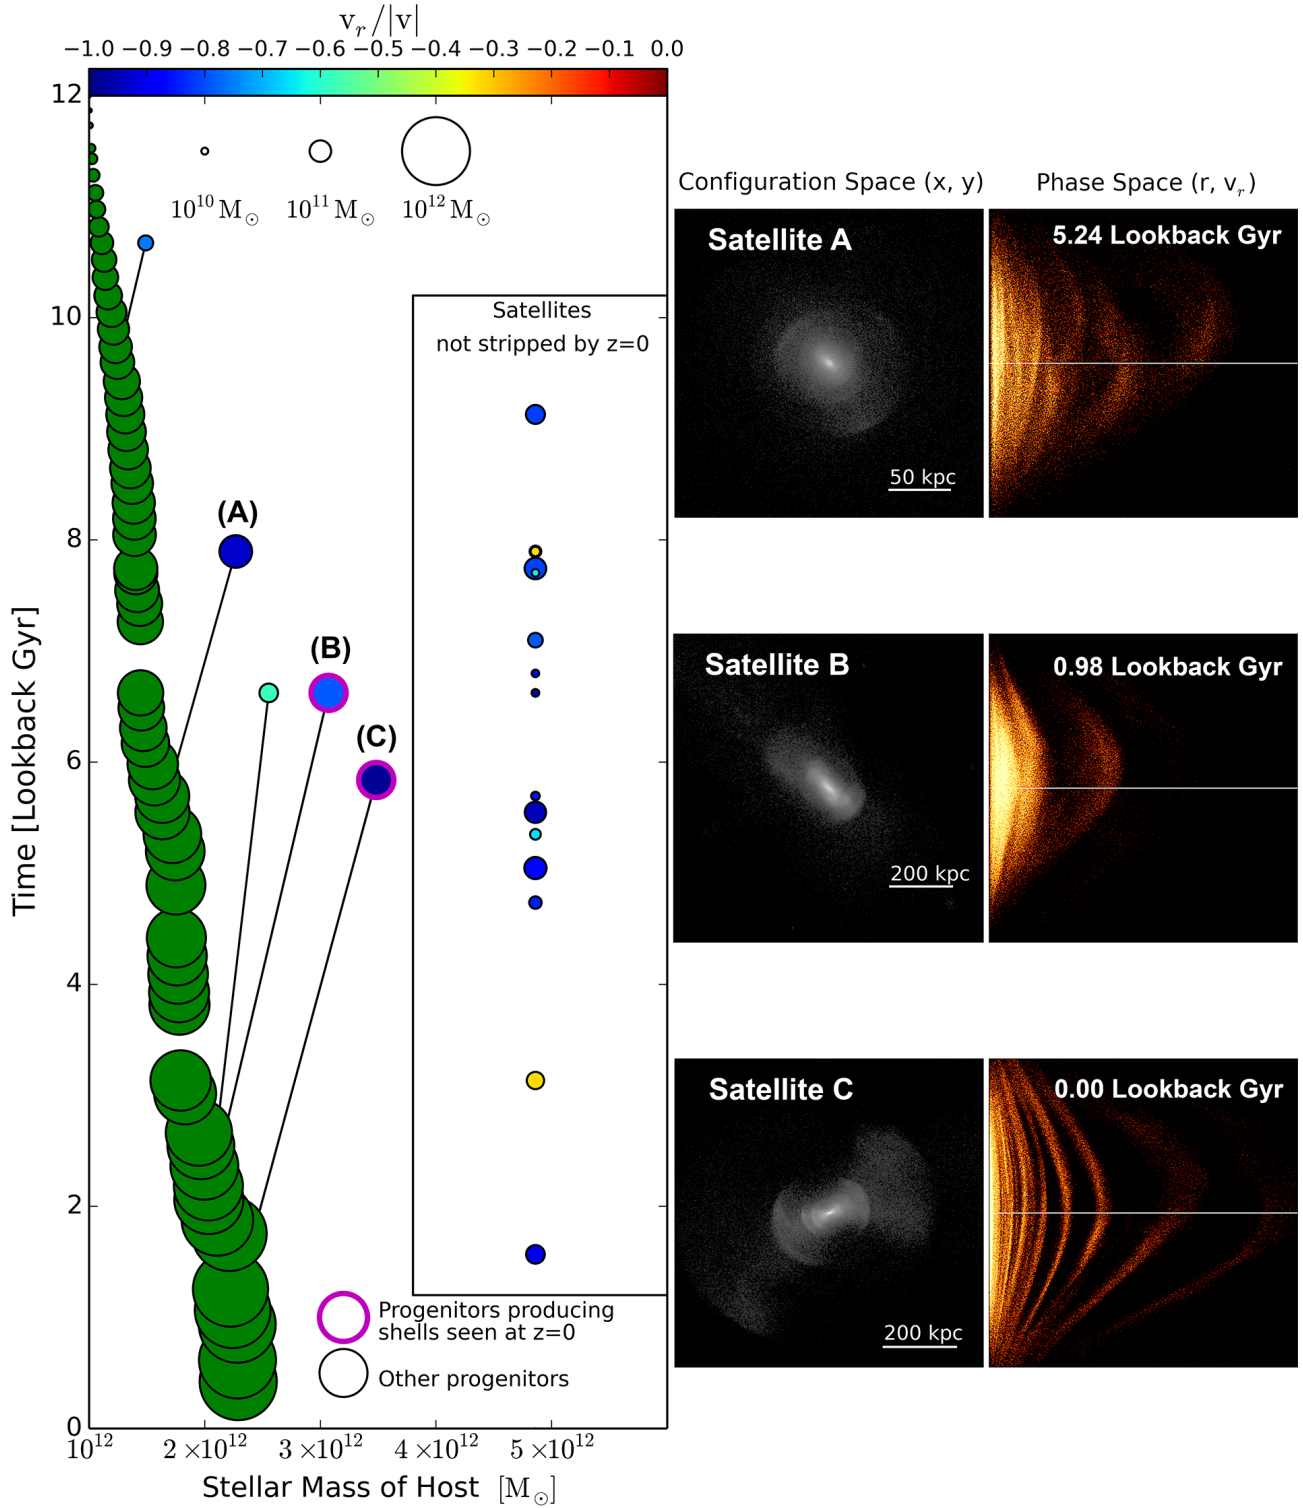 v_r/|v|
−1.0 −0.9 −0.8 −0.7 −0.6 −0.5 −0.4 −0.3 −0.2 −0.1 0.0
12
10
8
6
4
2
0
Time [Lookback Gyr]
10^10 M⊙ 10^11 M⊙ 10^12 M⊙
Satellites
not stripped by z=0
(A)
(B)
(C)
Progenitors producing
shells seen at z=0
Other progenitors
10^12 2×10^12 3×10^12 4×10^12 5×10^12
Stellar Mass of Host [M⊙]
Configuration Space (x, y) Phase Space (r, v_r)
Satellite A 5.24 Lookback Gyr
50 kpc
Satellite B 0.98 Lookback Gyr
200 kpc
Satellite C 0.00 Lookback Gyr
200 kpc